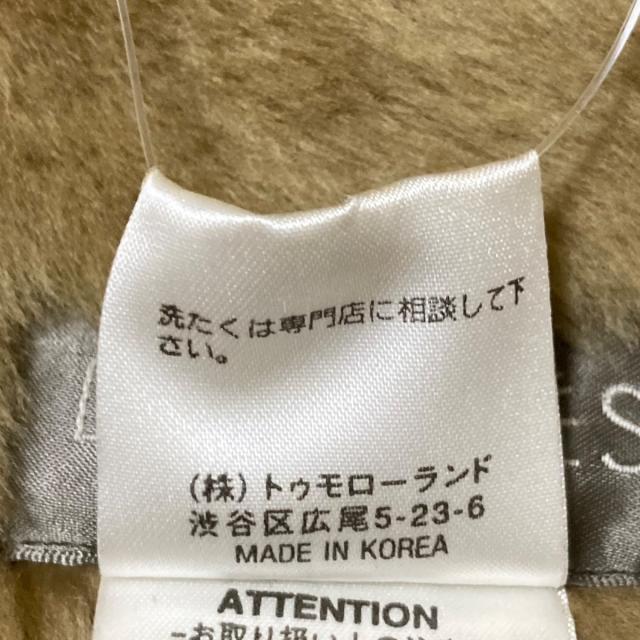 洗たくは専門店に相談して下
さい。
(株)トゥモローランド
渋谷区広尾5-23-6
MADE IN KOREA
ATTENTION